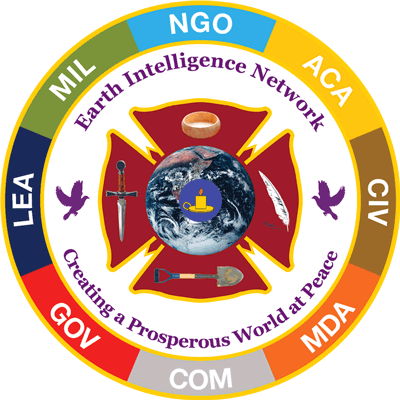 NGO
ACA
CIV
MDA
COM
GOV
LEA
MIL
Earth Intelligence Network
Creating a Prosperous World at Peace